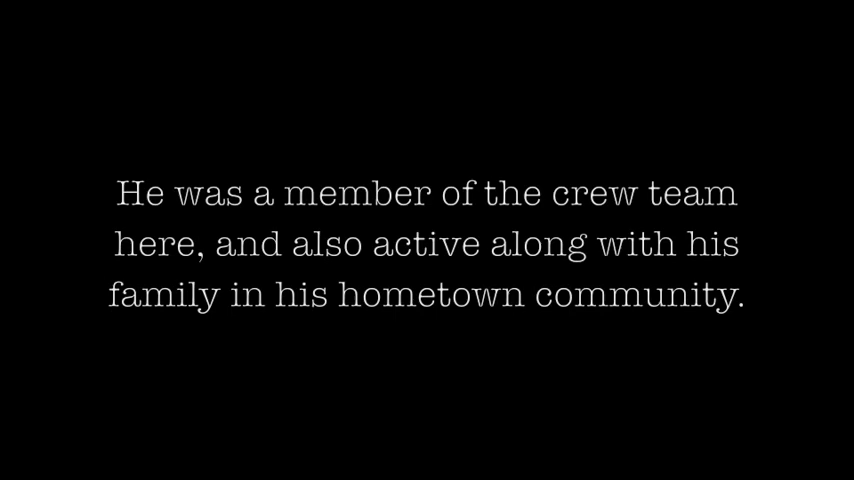 He was a member of the crew team
here, and also active along with his
family in his hometown community.